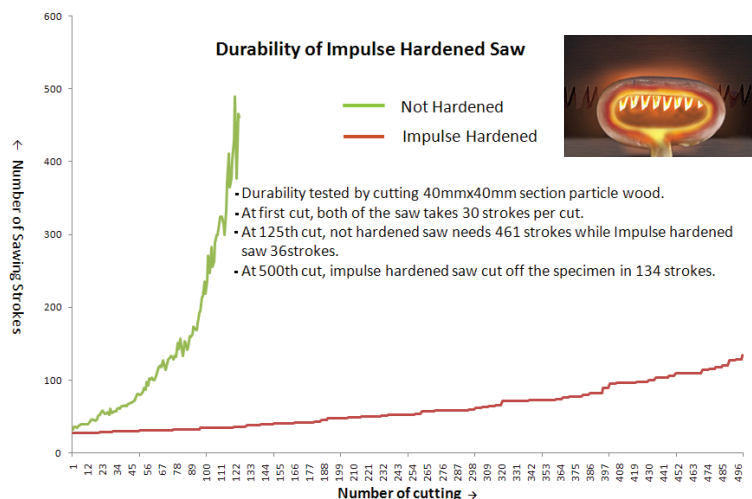 Durability of Impulse Hardened Saw
Not Hardened
Impulse Hardened
▪ Durability tested by cutting 40mmx40mm section particle wood.
▪ At first cut, both of the saw takes 30 strokes per cut.
▪ At 125th cut, not hardened saw needs 461 strokes while Impulse hardened
saw 36strokes.
▪ At 500th cut, impulse hardened saw cut off the specimen in 134 strokes.
← Number of Sawing Strokes
600
500
400
300
200
100
0
1 12 23 34 45 56 67 78 89 100 111 122 133 144 155 166 177 188 199 210 221 232 243 254 265 276 287 298 309 320 331 342 353 364 375 386 397 408 419 430 441 452 463 474 485 496
Number of cutting →